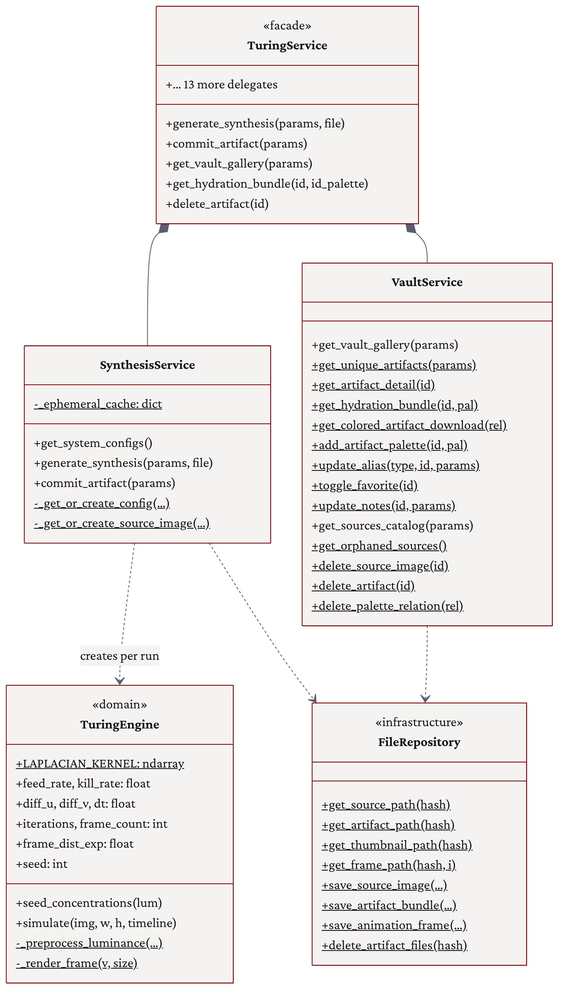 «facade»
TuringService
+... 13 more delegates
+generate_synthesis(params, file)
+commit_artifact(params)
+get_vault_gallery(params)
+get_hydration_bundle(id, id_palette)
+delete_artifact(id)
VaultService
+get_vault_gallery(params)
+get_unique_artifacts(params)
+get_artifact_detail(id)
+get_hydration_bundle(id, pal)
+get_colored_artifact_download(rel)
+add_artifact_palette(id, pal)
+update_alias(type, id, params)
+toggle_favorite(id)
+update_notes(id, params)
+get_sources_catalog(params)
+get_orphaned_sources()
+delete_source_image(id)
+delete_artifact(id)
+delete_palette_relation(rel)
SynthesisService
-_ephemeral_cache: dict
+get_system_configs()
+generate_synthesis(params, file)
+commit_artifact(params)
-_get_or_create_config(...)
-_get_or_create_source_image(...)
creates per run
«domain»
TuringEngine
+LAPLACIAN_KERNEL: ndarray
+feed_rate, kill_rate: float
+diff_u, diff_v, dt: float
+iterations, frame_count: int
+frame_dist_exp: float
+seed: int
+seed_concentrations(lum)
+simulate(img, w, h, timeline)
-_preprocess_luminance(...)
-_render_frame(v, size)
«infrastructure»
FileRepository
+get_source_path(hash)
+get_artifact_path(hash)
+get_thumbnail_path(hash)
+get_frame_path(hash, i)
+save_source_image(...)
+save_artifact_bundle(...)
+save_animation_frame(...)
+delete_artifact_files(hash)